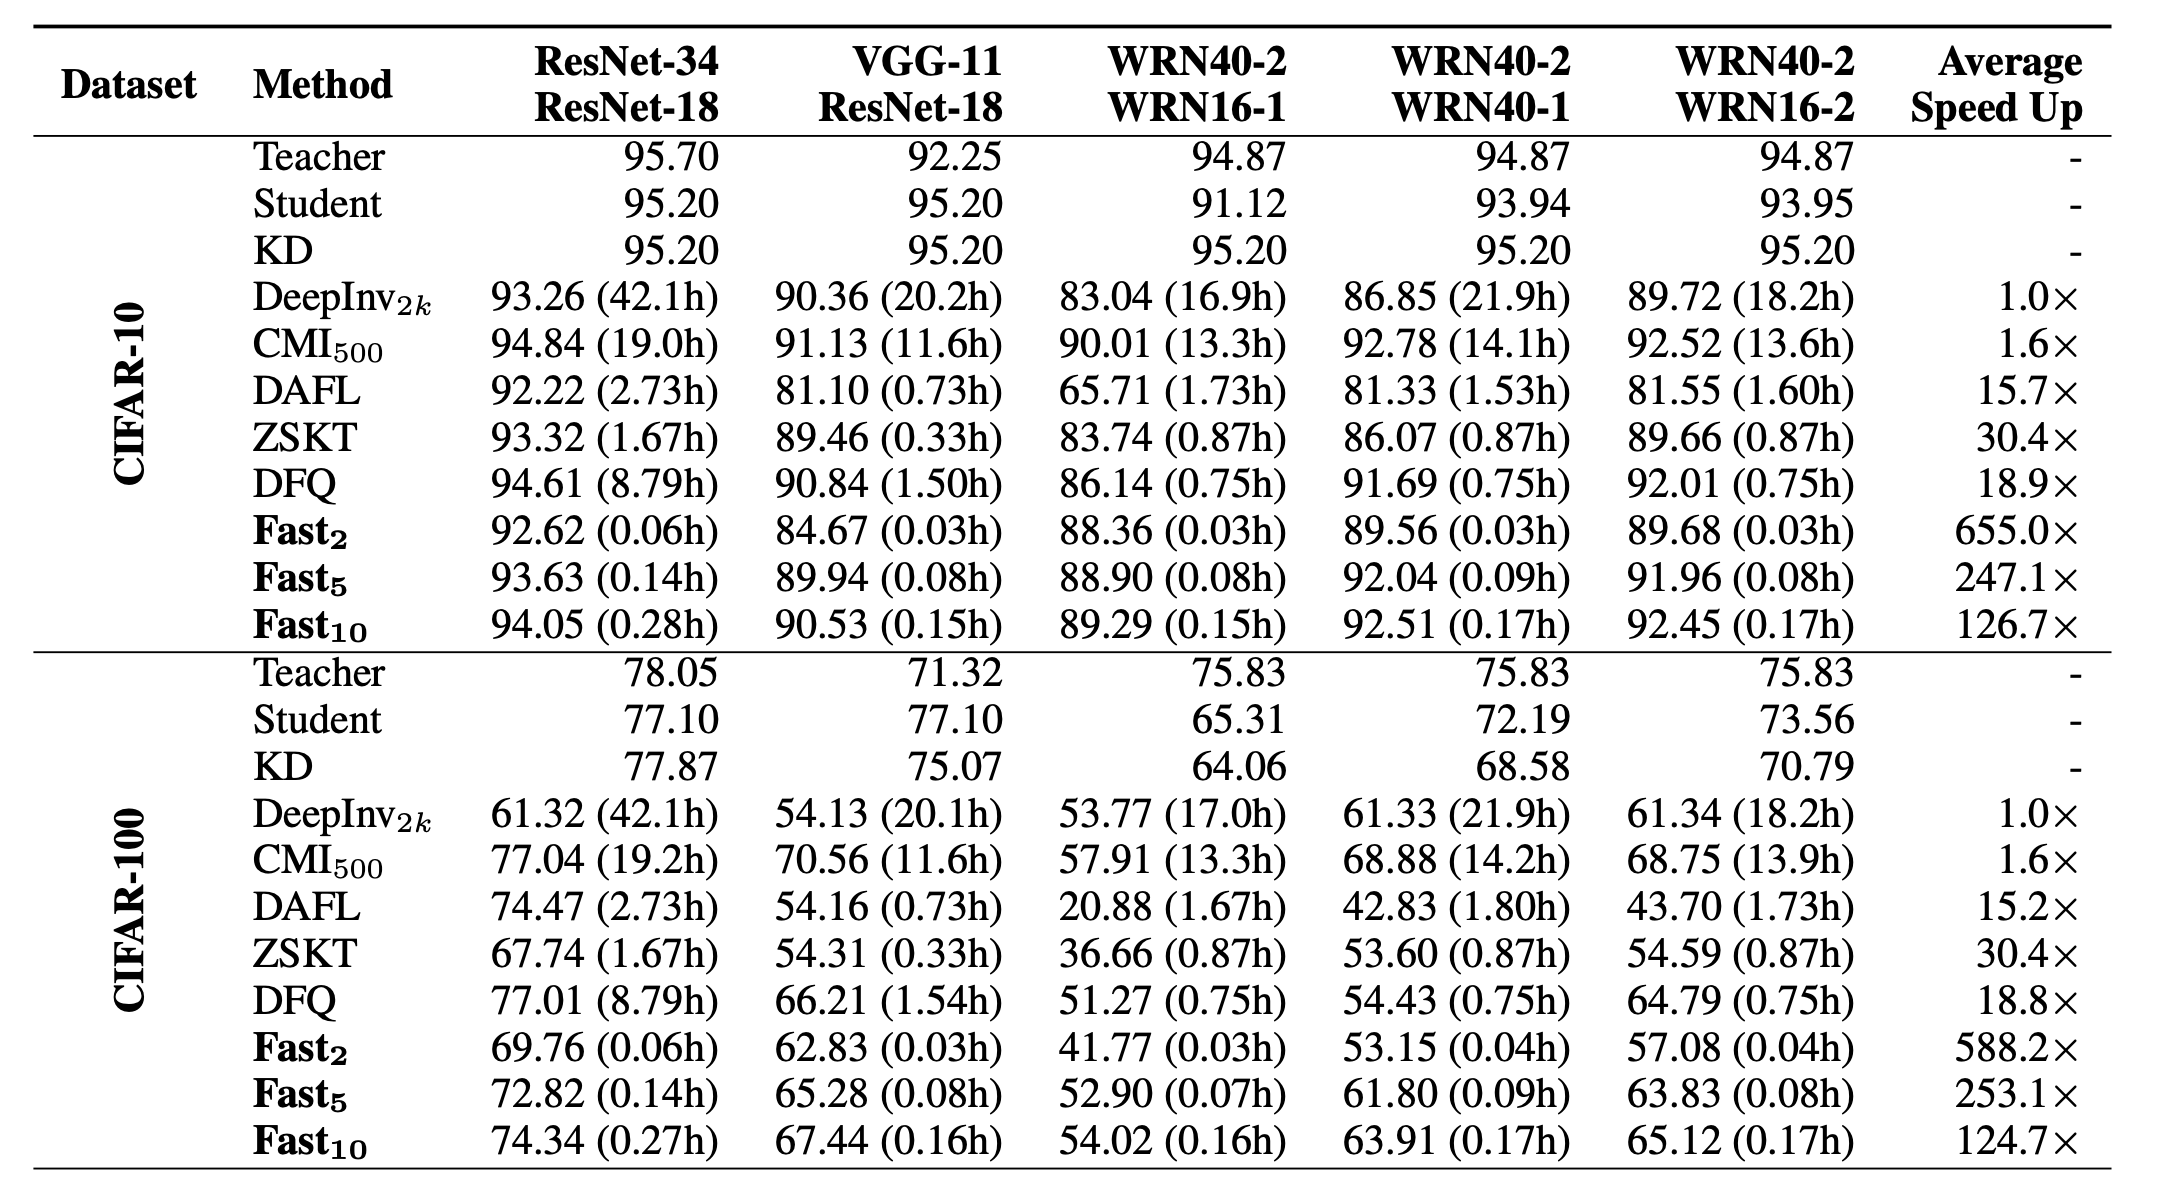 Dataset Method ResNet-34 VGG-11 WRN40-2 WRN40-2 WRN40-2 Average
ResNet-18 ResNet-18 WRN16-1 WRN40-1 WRN16-2 Speed Up
CIFAR-10
Teacher 95.70 92.25 94.87 94.87 94.87 -
Student 95.20 95.20 91.12 93.94 93.95 -
KD 95.20 95.20 95.20 95.20 95.20 -
DeepInv2k 93.26 (42.1h) 90.36 (20.2h) 83.04 (16.9h) 86.85 (21.9h) 89.72 (18.2h) 1.0×
CMI500 94.84 (19.0h) 91.13 (11.6h) 90.01 (13.3h) 92.78 (14.1h) 92.52 (13.6h) 1.6×
DAFL 92.22 (2.73h) 81.10 (0.73h) 65.71 (1.73h) 81.33 (1.53h) 81.55 (1.60h) 15.7×
ZSKT 93.32 (1.67h) 89.46 (0.33h) 83.74 (0.87h) 86.07 (0.87h) 89.66 (0.87h) 30.4×
DFQ 94.61 (8.79h) 90.84 (1.50h) 86.14 (0.75h) 91.69 (0.75h) 92.01 (0.75h) 18.9×
Fast2 92.62 (0.06h) 84.67 (0.03h) 88.36 (0.03h) 89.56 (0.03h) 89.68 (0.03h) 655.0×
Fast5 93.63 (0.14h) 89.94 (0.08h) 88.90 (0.08h) 92.04 (0.09h) 91.96 (0.08h) 247.1×
Fast10 94.05 (0.28h) 90.53 (0.15h) 89.29 (0.15h) 92.51 (0.17h) 92.45 (0.17h) 126.7×
CIFAR-100
Teacher 78.05 71.32 75.83 75.83 75.83 -
Student 77.10 77.10 65.31 72.19 73.56 -
KD 77.87 75.07 64.06 68.58 70.79 -
DeepInv2k 61.32 (42.1h) 54.13 (20.1h) 53.77 (17.0h) 61.33 (21.9h) 61.34 (18.2h) 1.0×
CMI500 77.04 (19.2h) 70.56 (11.6h) 57.91 (13.3h) 68.88 (14.2h) 68.75 (13.9h) 1.6×
DAFL 74.47 (2.73h) 54.16 (0.73h) 20.88 (1.67h) 42.83 (1.80h) 43.70 (1.73h) 15.2×
ZSKT 67.74 (1.67h) 54.31 (0.33h) 36.66 (0.87h) 53.60 (0.87h) 54.59 (0.87h) 30.4×
DFQ 77.01 (8.79h) 66.21 (1.54h) 51.27 (0.75h) 54.43 (0.75h) 64.79 (0.75h) 18.8×
Fast2 69.76 (0.06h) 62.83 (0.03h) 41.77 (0.03h) 53.15 (0.04h) 57.08 (0.04h) 588.2×
Fast5 72.82 (0.14h) 65.28 (0.08h) 52.90 (0.07h) 61.80 (0.09h) 63.83 (0.08h) 253.1×
Fast10 74.34 (0.27h) 67.44 (0.16h) 54.02 (0.16h) 63.91 (0.17h) 65.12 (0.17h) 124.7×